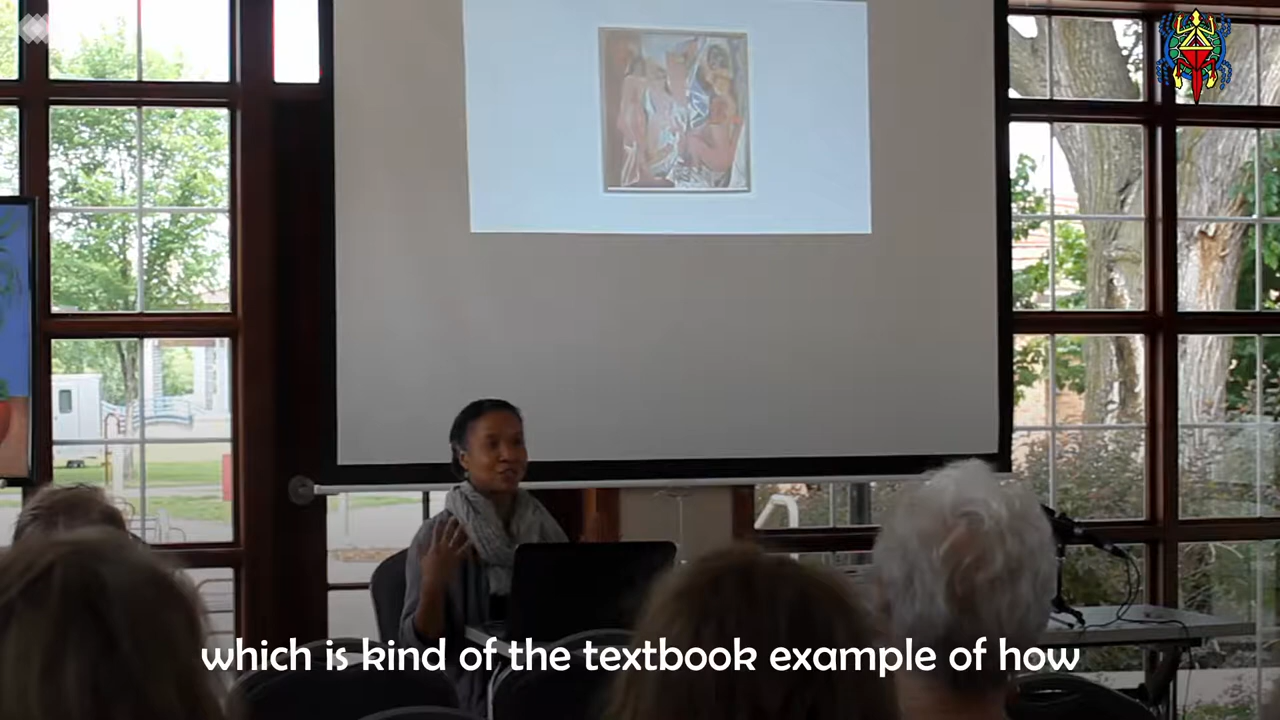 which is kind of the textbook example of how